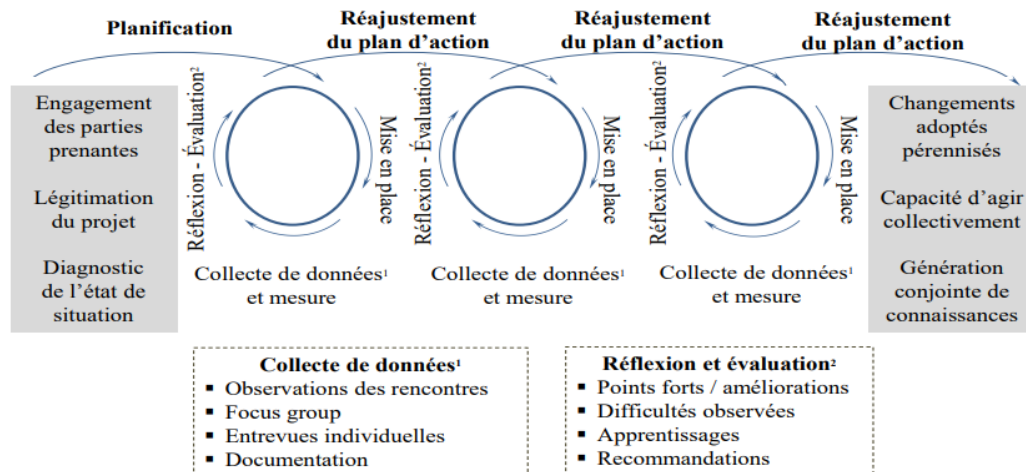 Planification
Réajustement
du plan d'action
Réajustement
du plan d'action
Réajustement
du plan d'action
Engagement
des parties
prenantes
Légitimation
du projet
Diagnostic
de l'état de
situation
Réflexion - Évaluation²
Mise en place
Collecte de données¹
et mesure
Réflexion - Évaluation²
Mise en place
Collecte de données¹
et mesure
Réflexion - Évaluation²
Mise en place
Collecte de données¹
et mesure
Changements
adoptés
pérennisés
Capacité d'agir
collectivement
Génération
conjointe de
connaissances
Collecte de données¹
▪ Observations des rencontres
▪ Focus group
▪ Entrevues individuelles
▪ Documentation
Réflexion et évaluation²
▪ Points forts / améliorations
▪ Difficultés observées
▪ Apprentissages
▪ Recommandations